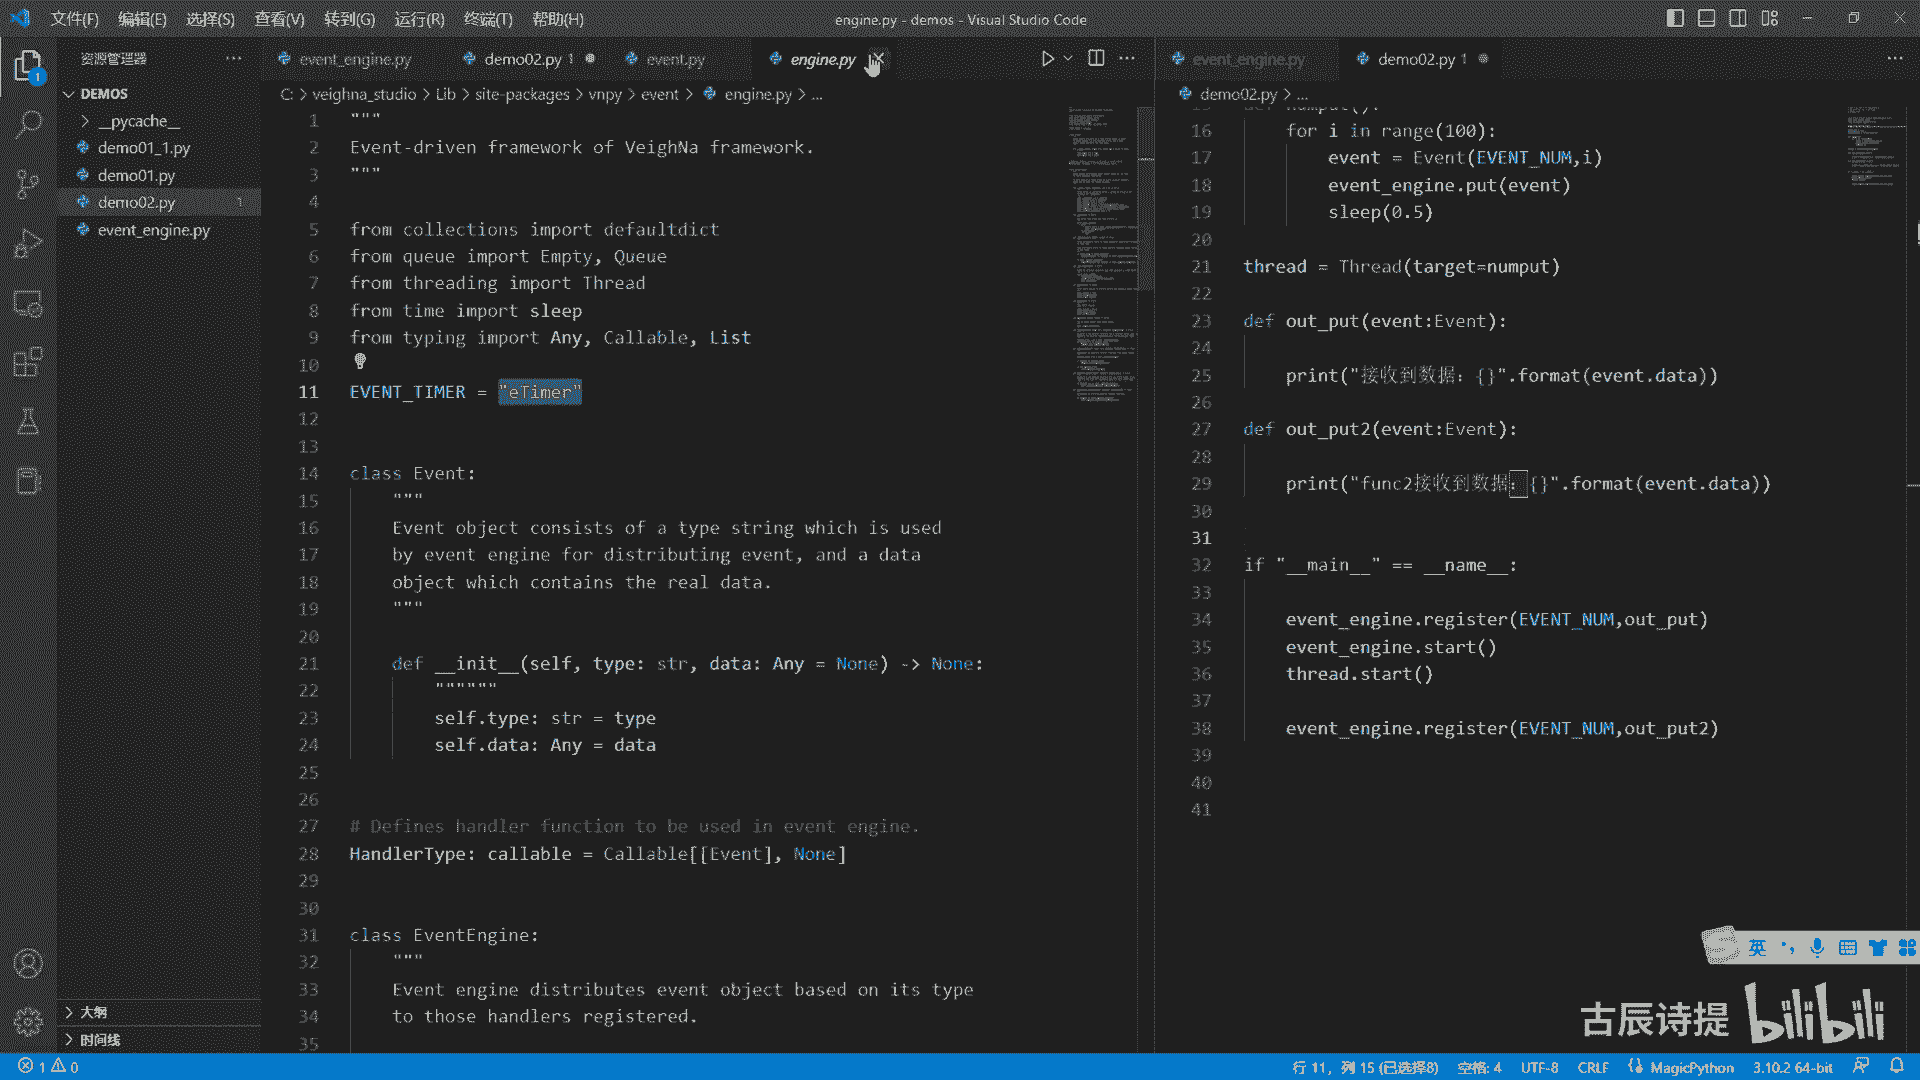 文件(F) 编辑(E) 选择(S) 查看(V) 转到(G) 运行(R) 终端(T) 帮助(H)
engine.py - demos - Visual Studio Code
资源管理器 ···
DEMOS
__pycache__
demo01_1.py
demo01.py
demo02.py 1
event_engine.py
大纲
时间线
event_engine.py demo02.py 1 event.py engine.py
C: > veighna_studio > Lib > site-packages > vnpy > event > engine.py > ...
1 """
2 Event-driven framework of VeighNa framework.
3 """
4
5 from collections import defaultdict
6 from queue import Empty, Queue
7 from threading import Thread
8 from time import sleep
9 from typing import Any, Callable, List
10
11 EVENT_TIMER = "eTimer"
12
13
14 class Event:
15 """
16 Event object consists of a type string which is used
17 by event engine for distributing event, and a data
18 object which contains the real data.
19 """
20
21 def __init__(self, type: str, data: Any = None) -> None:
22 """"""
23 self.type: str = type
24 self.data: Any = data
25
26
27 # Defines handler function to be used in event engine.
28 HandlerType: callable = Callable[[Event], None]
29
30
31 class EventEngine:
32 """
33 Event engine distributes event object based on its type
34 to those handlers registered.
35
event_engine.py demo02.py 1
demo02.py > ...
16 for i in range(100):
17 event = Event(EVENT_NUM,i)
18 event_engine.put(event)
19 sleep(0.5)
20
21 thread = Thread(target=numput)
22
23 def out_put(event:Event):
24
25 print("接收到数据：{}".format(event.data))
26
27 def out_put2(event:Event):
28
29 print("func2接收到数据：{}".format(event.data))
30
31
32 if "__main__" == __name__:
33
34 event_engine.register(EVENT_NUM,out_put)
35 event_engine.start()
36 thread.start()
37
38 event_engine.register(EVENT_NUM,out_put2)
39
40
41
英
古辰诗提 bilibili
1 0 行 11，列 15 (已选择8) 空格: 4 UTF-8 CRLF MagicPython 3.10.2 64-bit